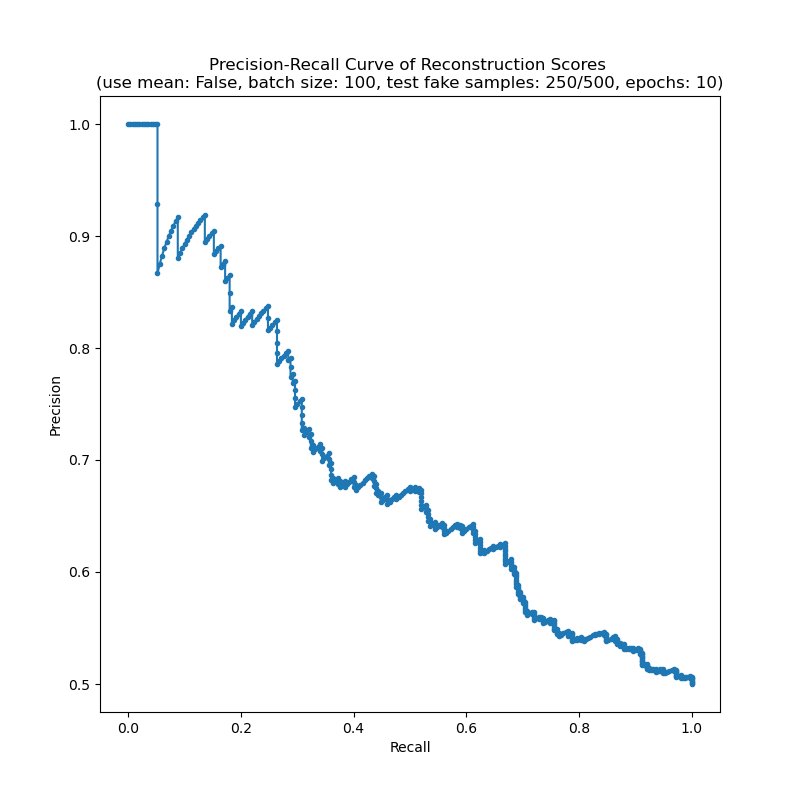 Precision-Recall Curve of Reconstruction Scores
(use mean: False, batch size: 100, test fake samples: 250/500, epochs: 10)
1.0
0.9
0.8
0.7
0.6
0.5
Precision
0.0 0.2 0.4 0.6 0.8 1.0
Recall